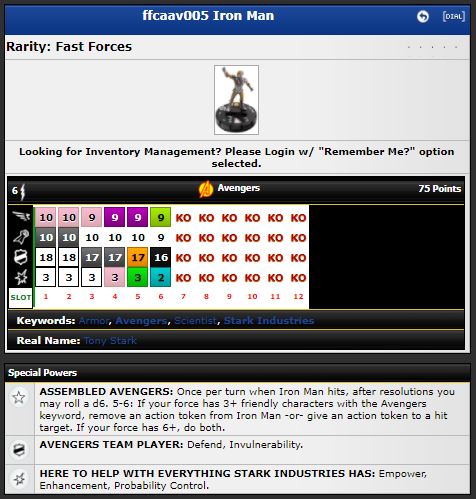 ffcaav005 Iron Man
[DIAL]
Rarity: Fast Forces
Looking for Inventory Management? Please Login w/ "Remember Me?" option
selected.
6 Avengers 75 Points
10 10 9 9 9 9 KO KO KO KO KO KO
10 10 10 10 10 9 KO KO KO KO KO KO
18 18 17 17 17 16 KO KO KO KO KO KO
3 3 3 3 3 2 KO KO KO KO KO KO
SLOT 1 2 3 4 5 6 7 8 9 10 11 12
Keywords: Armor, Avengers, Scientist, Stark Industries
Real Name: Tony Stark
Special Powers
ASSEMBLED AVENGERS: Once per turn when Iron Man hits, after resolutions you
may roll a d6. 5-6: If your force has 3+ friendly characters with the Avengers
keyword, remove an action token from Iron Man -or- give an action token to a hit
target. If your force has 6+, do both.
AVENGERS TEAM PLAYER: Defend, Invulnerability.
HERE TO HELP WITH EVERYTHING STARK INDUSTRIES HAS: Empower,
Enhancement, Probability Control.